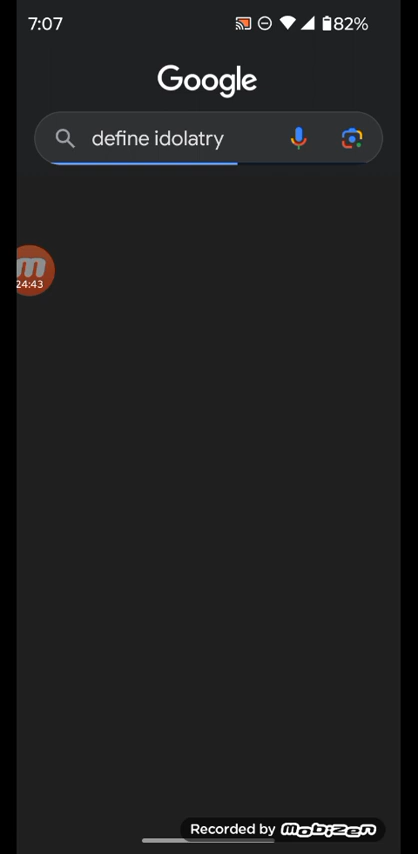 7:07
82%
Google
define idolatry
m
24:43
Recorded by mobizen